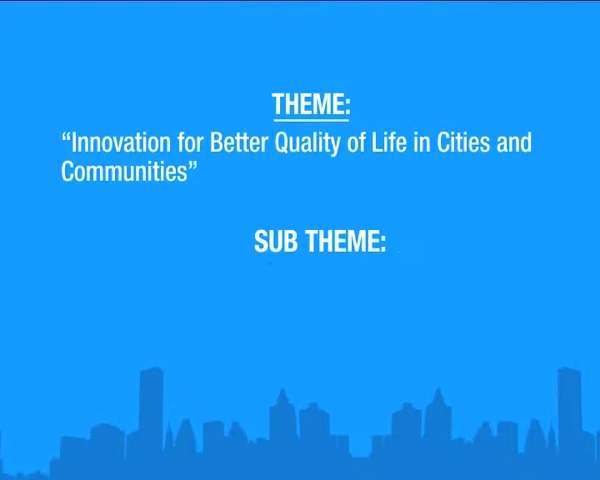 THEME:
“Innovation for Better Quality of Life in Cities and
Communities”
SUB THEME: